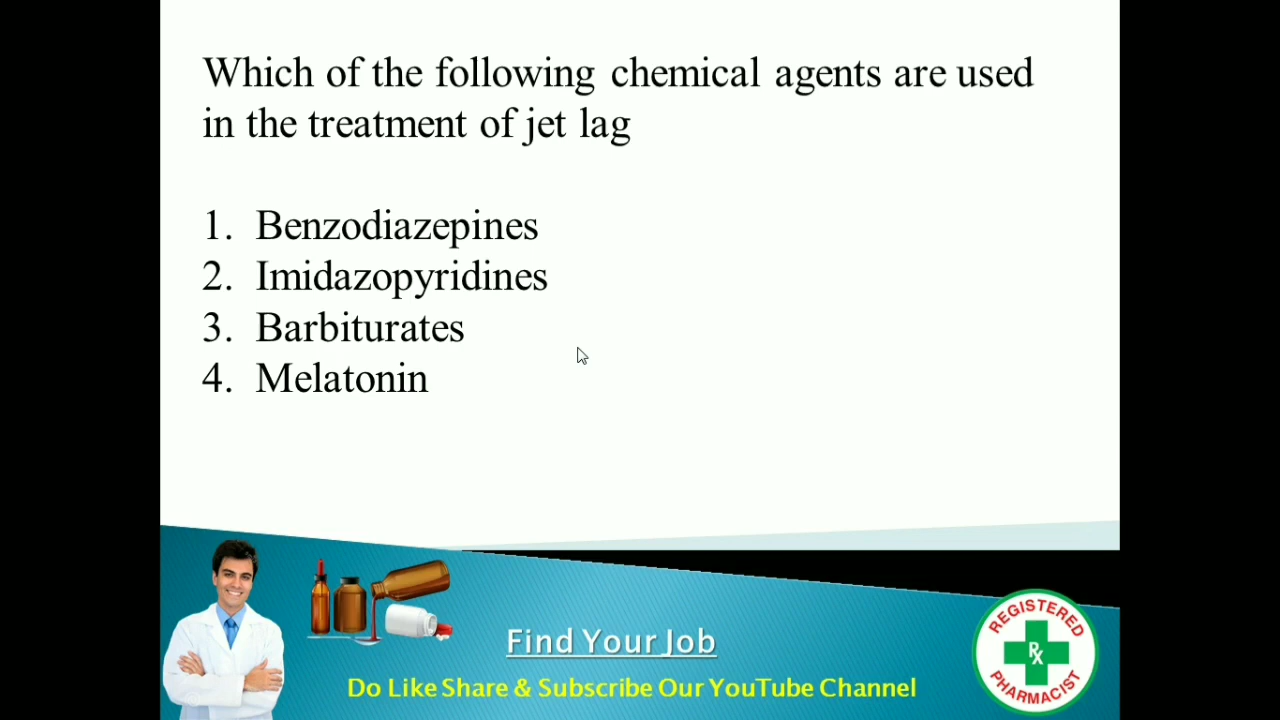 Which of the following chemical agents are used
in the treatment of jet lag
1. Benzodiazepines
2. Imidazopyridines
3. Barbiturates
4. Melatonin
Find Your Job
Do Like Share & Subscribe Our YouTube Channel
REGISTERED
Rx
PHARMACIST